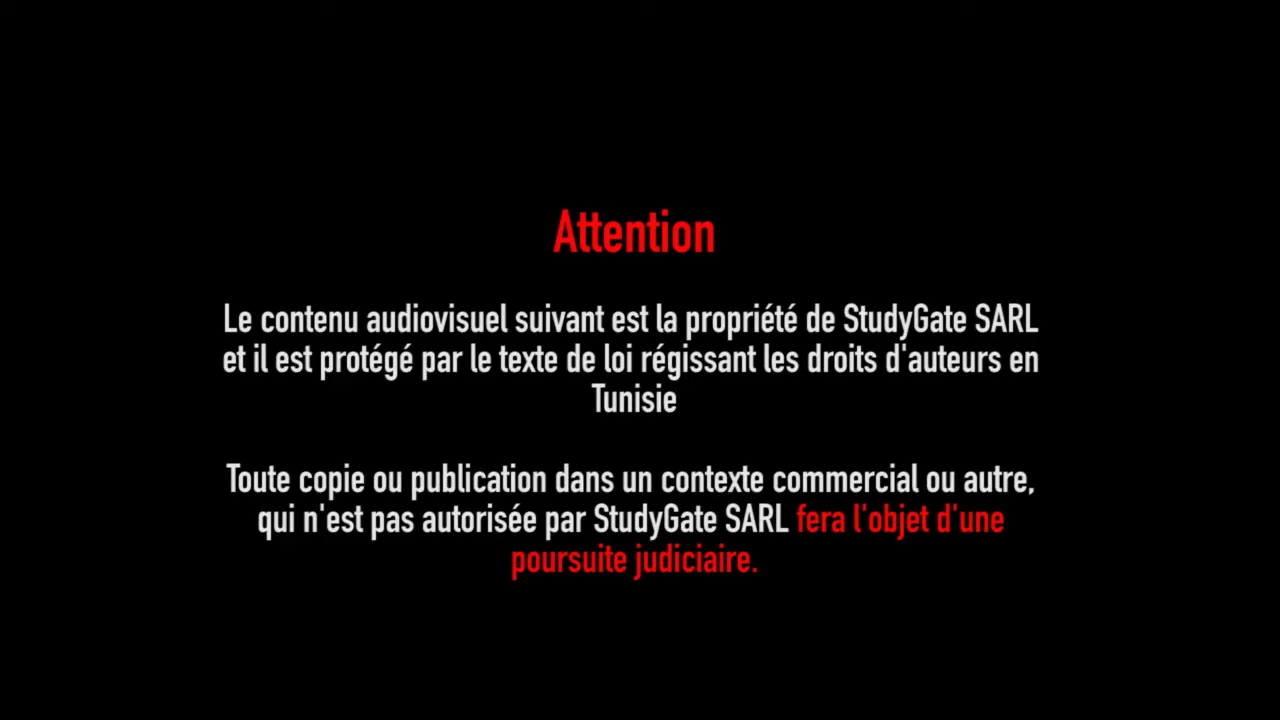 Attention
Le contenu audiovisuel suivant est la propriété de StudyGate SARL
et il est protégé par le texte de loi régissant les droits d'auteurs en
Tunisie
Toute copie ou publication dans un contexte commercial ou autre,
qui n'est pas autorisée par StudyGate SARL fera l'objet d'une
poursuite judiciaire.